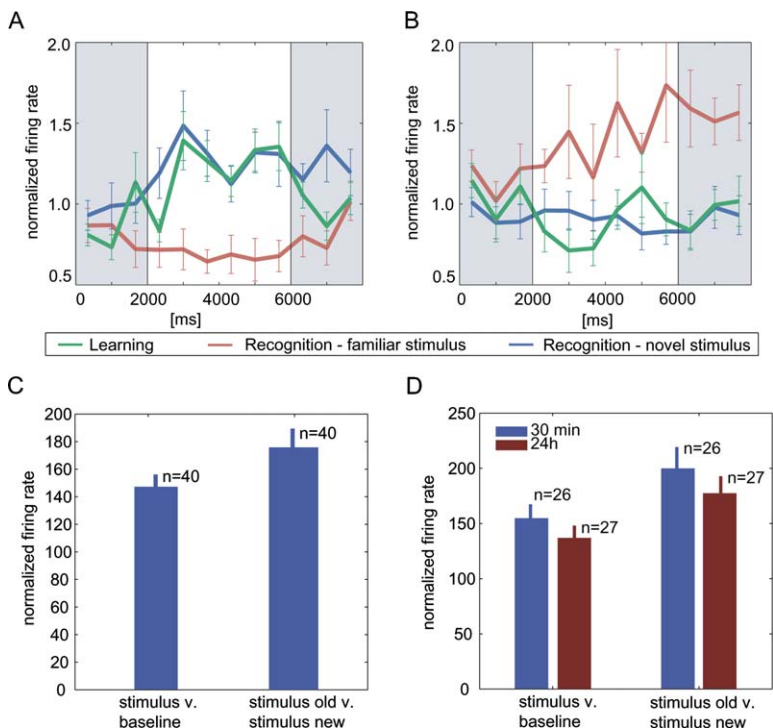 A
B
2.0
1.5
1.0
0.5
normalized firing rate
0
2000
4000
6000
[ms]
2.0
1.5
1.0
0.5
normalized firing rate
0
2000
4000
6000
[ms]
Learning
Recognition - familiar stimulus
Recognition - novel stimulus
C
200
180
160
140
120
100
80
60
40
20
0
normalized firing rate
n=40
n=40
stimulus v.
baseline
stimulus old v.
stimulus new
D
250
200
150
100
50
0
normalized firing rate
30 min
24h
n=26
n=27
n=26
n=27
stimulus v.
baseline
stimulus old v.
stimulus new